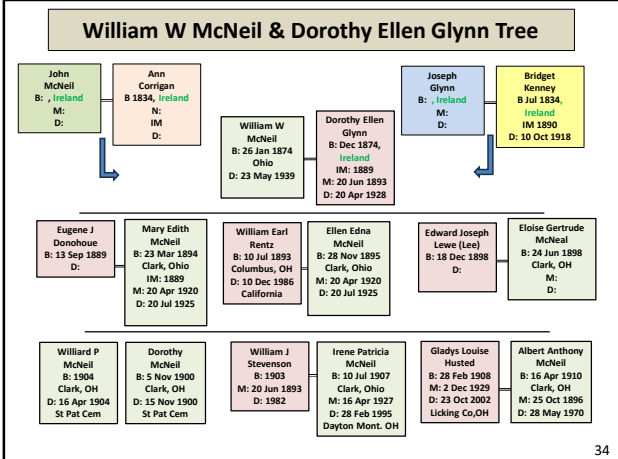 William W McNeil & Dorothy Ellen Glynn Tree
John
McNeil
B: , Ireland
M:
D:
Ann
Corrigan
B 1834, Ireland
N:
IM
D:
William W
McNeil
B: 26 Jan 1874
Ohio
D: 23 May 1939
Dorothy Ellen
Glynn
B: Dec 1874,
Ireland
IM: 1889
M: 20 Jun 1893
D: 20 Apr 1928
Joseph
Glynn
B: , Ireland
M:
D:
Bridget
Kenney
B Jul 1834,
Ireland
IM 1890
D: 10 Oct 1918
Eugene J
Donohoue
B: 13 Sep 1889
D:
Mary Edith
McNeil
B: 23 Mar 1894
Clark, Ohio
IM: 1889
M: 20 Apr 1920
D: 20 Jul 1925
William Earl
Rentz
B: 10 Jul 1893
Columbus, OH
D: 10 Dec 1986
California
Ellen Edna
McNeil
B: 28 Nov 1895
Clark, Ohio
M: 20 Apr 1920
D: 20 Jul 1925
Edward Joseph
Lewe (Lee)
B: 18 Dec 1898
D:
Eloise Gertrude
McNeal
B: 24 Jun 1898
Clark, OH
M:
D:
Williard P
McNeil
B: 1904
Clark, OH
D: 16 Apr 1904
St Pat Cem
Dorothy
McNeil
B: 5 Nov 1900
Clark, OH
D: 15 Nov 1900
St Pat Cem
William J
Stevenson
B: 1903
M: 20 Jun 1893
D: 1982
Irene Patricia
McNeil
B: 10 Jul 1907
Clark, Ohio
M: 16 Apr 1927
D: 28 Feb 1995
Dayton Mont. OH
Gladys Louise
Husted
B: 28 Feb 1908
M: 2 Dec 1929
D: 23 Oct 2002
Licking Co,OH
Albert Anthony
McNeil
B: 16 Apr 1910
Clark, OH
M: 25 Oct 1896
D: 28 May 1970
34